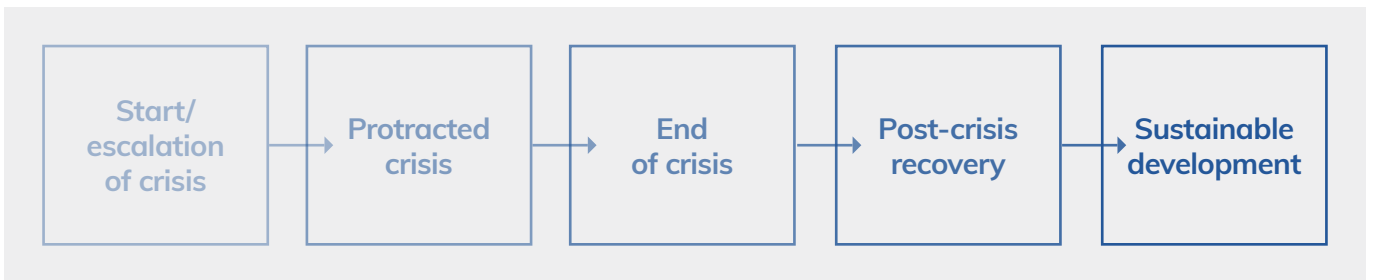 Start/
escalation
of crisis
Protracted
crisis
End
of crisis
Post-crisis
recovery
Sustainable
development